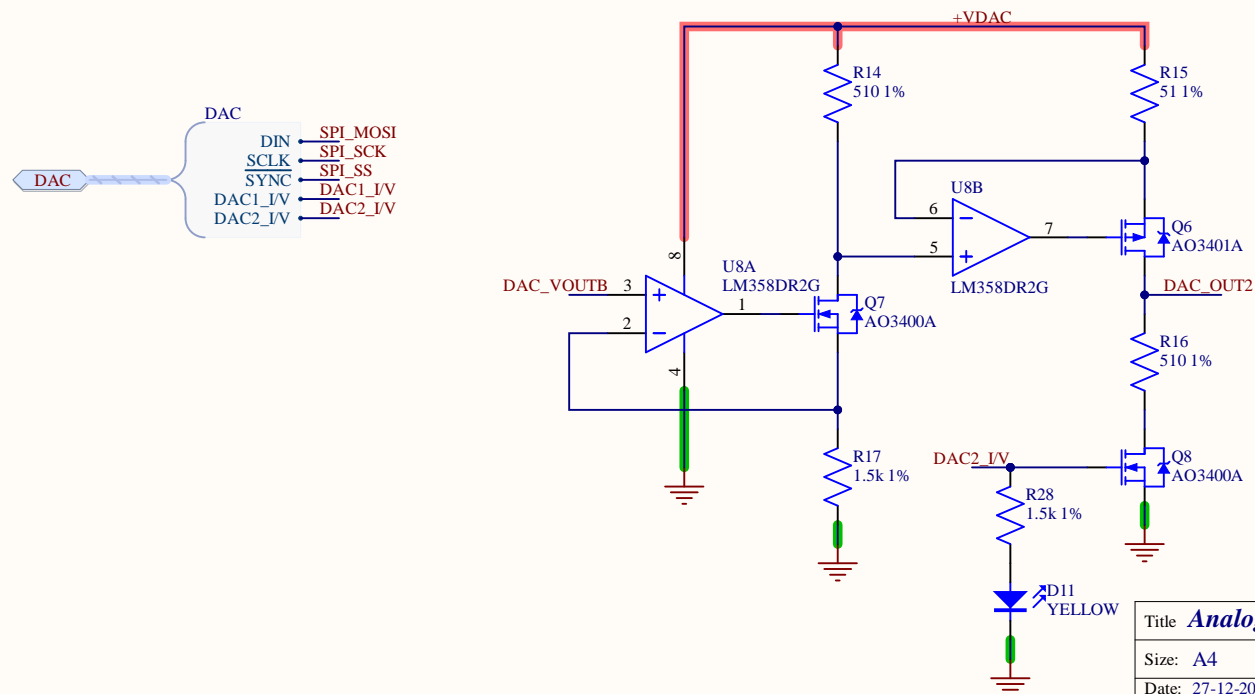 +VDAC
R14
510 1%
R15
51 1%
DAC
DAC
DIN
SCLK
SYNC
DAC1_I/V
DAC2_I/V
SPI_MOSI
SPI_SCK
SPI_SS
DAC1_I/V
DAC2_I/V
U8B
6
5
7
LM358DR2G
Q6
AO3401A
DAC_VOUTB
3
2
8
4
1
U8A
LM358DR2G
Q7
AO3400A
DAC_OUT2
R16
510 1%
R17
1.5k 1%
DAC2_I/V
Q8
AO3400A
R28
1.5k 1%
D11
YELLOW
Title Analog
Size: A4
Date: 27-12-20